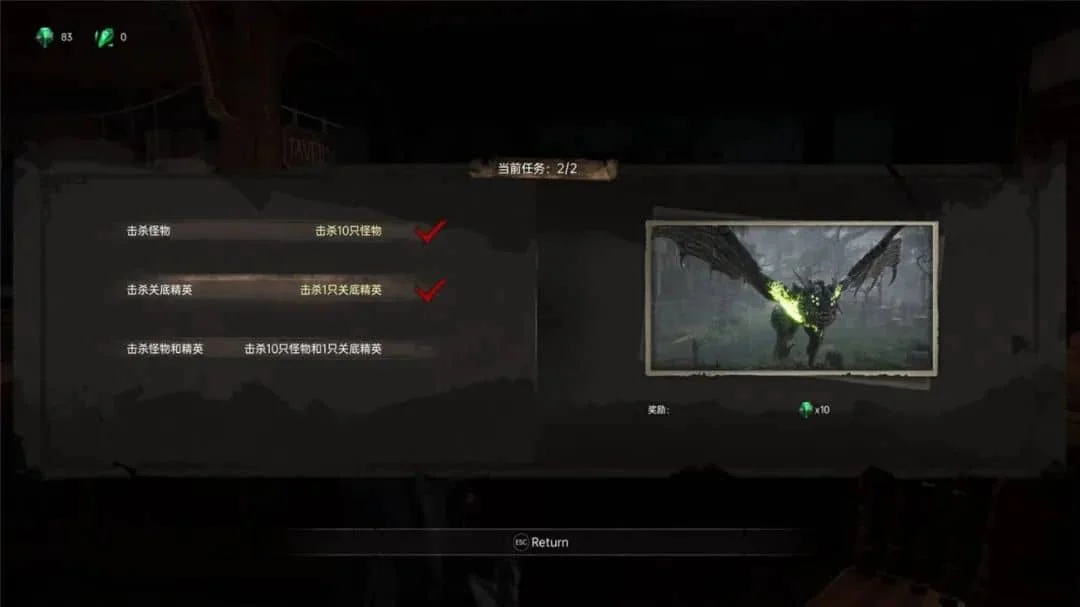 83 0
TAVERN
当前任务: 2/2
击杀怪物 击杀10只怪物
击杀关底精英 击杀1只关底精英
击杀怪物和精英 击杀10只怪物和1只关底精英
奖励: x10
ESC Return